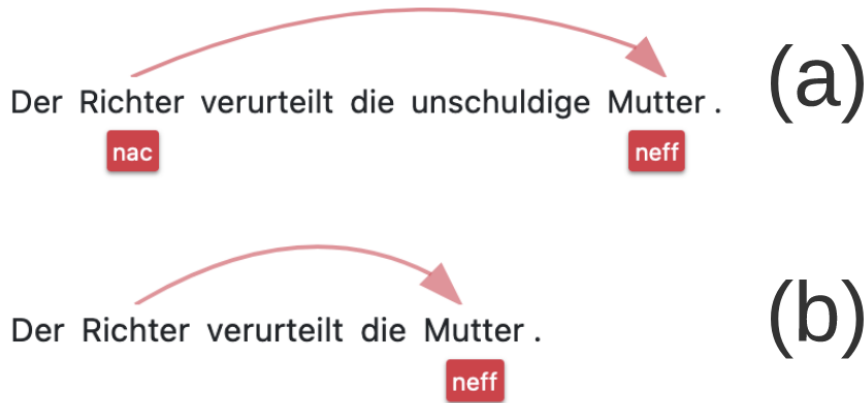 Der Richter verurteilt die unschuldige Mutter. (a)
nac neff
Der Richter verurteilt die Mutter. (b)
neff